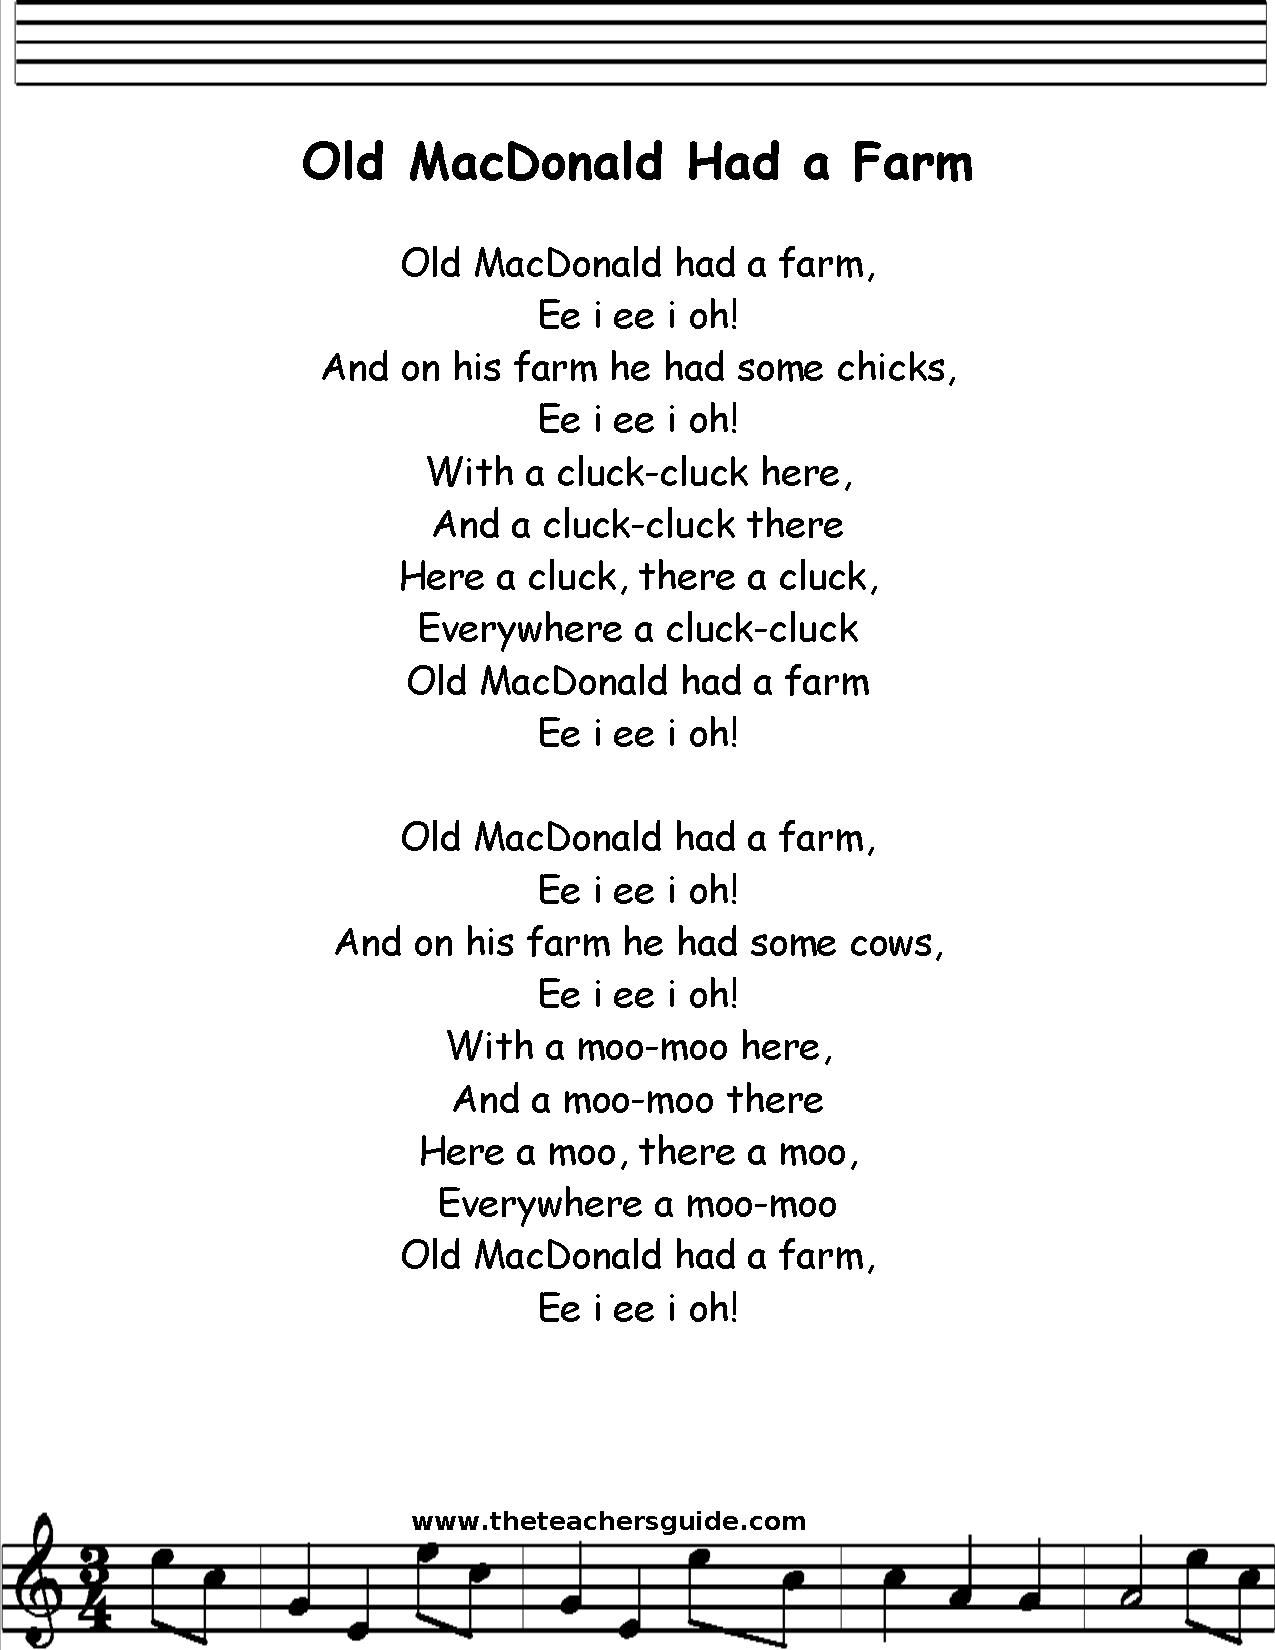 Old MacDonald Had a Farm
Old MacDonald had a farm,
Ee i ee i oh!
And on his farm he had some chicks,
Ee i ee i oh!
With a cluck-cluck here,
And a cluck-cluck there
Here a cluck, there a cluck,
Everywhere a cluck-cluck
Old MacDonald had a farm
Ee i ee i oh!
Old MacDonald had a farm,
Ee i ee i oh!
And on his farm he had some cows,
Ee i ee i oh!
With a moo-moo here,
And a moo-moo there
Here a moo, there a moo,
Everywhere a moo-moo
Old MacDonald had a farm,
Ee i ee i oh!
www.theteachersguide.com
3
4